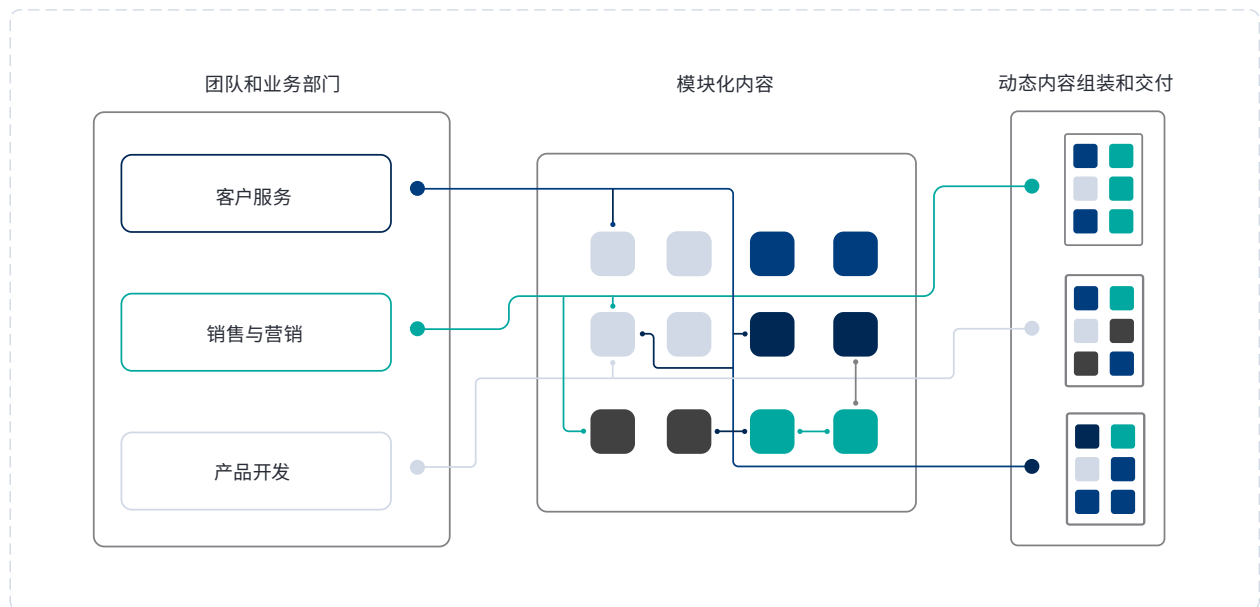 团队和业务部门
模块化内容
动态内容组装和交付
客户服务
销售与营销
产品开发